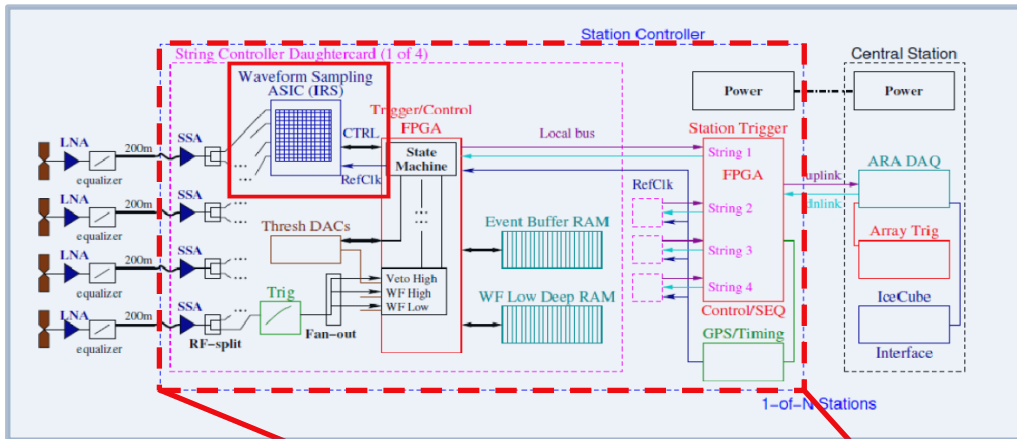 Station Controller
String Controller Daughtercard (1 of 4)
Central Station
Waveform Sampling
ASIC (IRS)
Trigger/Control
FPGA
Power
Power
LNA
200m
SSA
equalizer
CTRL
RefClk
State
Machine
Local bus
Station Trigger
String 1
FPGA
ARA DAQ
uplink
dnlink
LNA
200m
SSA
equalizer
RefClk
String 2
Thresh DACs
Event Buffer RAM
Array Trig
LNA
200m
SSA
equalizer
Veto High
WF High
WF Low
String 3
String 4
Trig
WF Low Deep RAM
IceCube
LNA
200m
SSA
equalizer
RF-split
Fan-out
Control/SEQ
GPS/Timing
Interface
1-of-N Stations